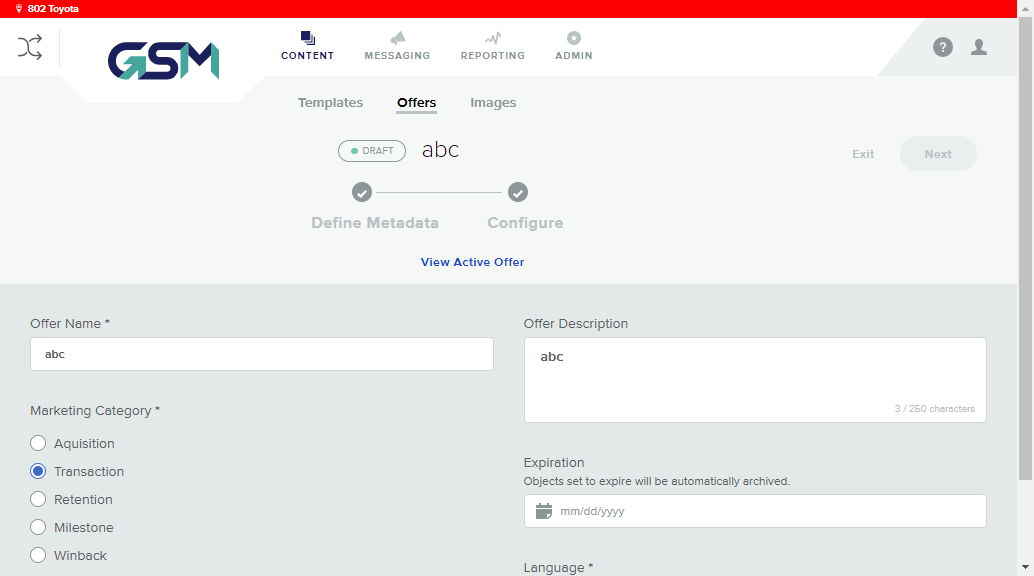 802 Toyota
GSM
CONTENT
MESSAGING
REPORTING
ADMIN
?
Templates
Offers
Images
DRAFT
abc
Exit
Next
Define Metadata
Configure
View Active Offer
Offer Name *
abc
Marketing Category *
Aquisition
Transaction
Retention
Milestone
Winback
Offer Description
abc
3 / 250 characters
Expiration
Objects set to expire will be automatically archived.
mm/dd/yyyy
Language *